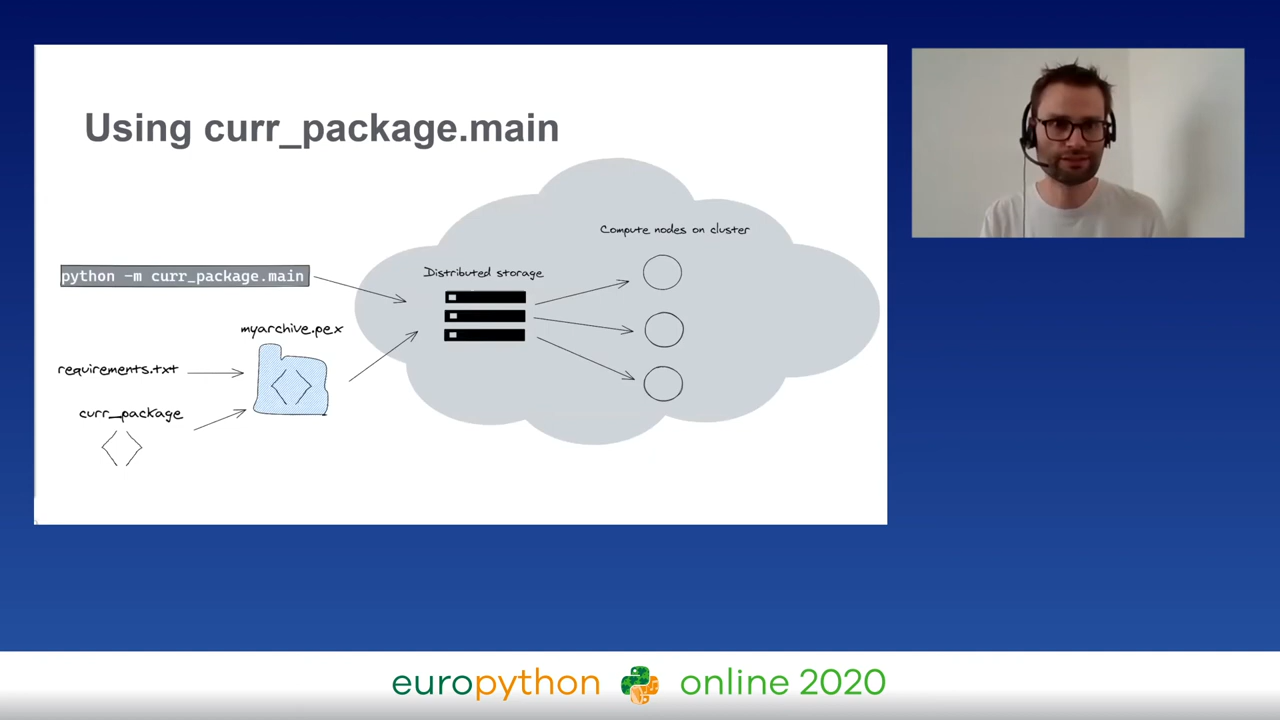 Using curr_package.main
Compute nodes on cluster
Distributed storage
python -m curr_package.main
myarchive.pex
requirements.txt
curr_package
europython online 2020